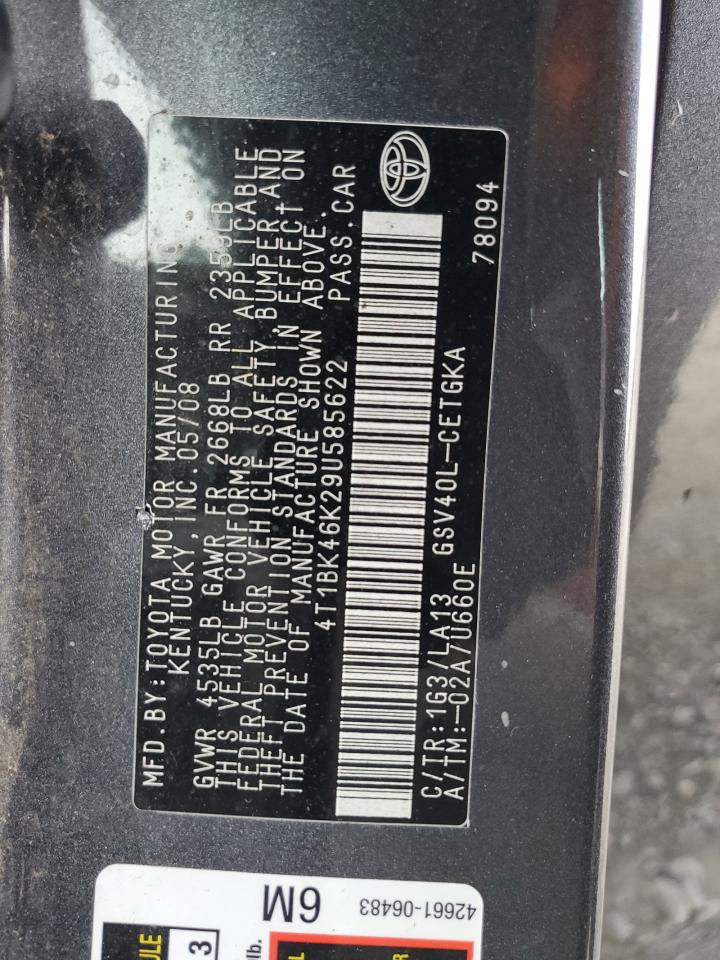 MFD.BY:TOYOTA MOTOR MANUFACTURING
KENTUCKY, INC.05/08
GVWR 4535LB GAWR FR 2668LB RR 2359LB
THIS VEHICLE CONFORMS TO ALL APPLICABLE
FEDERAL MOTOR VEHICLE SAFETY,BUMPER,AND
THEFT PREVENTION STANDARDS IN EFFECT ON
THE DATE OF MANUFACTURE SHOWN ABOVE.
4T1BK46K29U585622 PASS.CAR
C/TR:1G3/LA13 GSV40L-CETGKA
A/TM:-02A/U660E 78094
6M
42661-06483
ULE
3
lb.
L
R